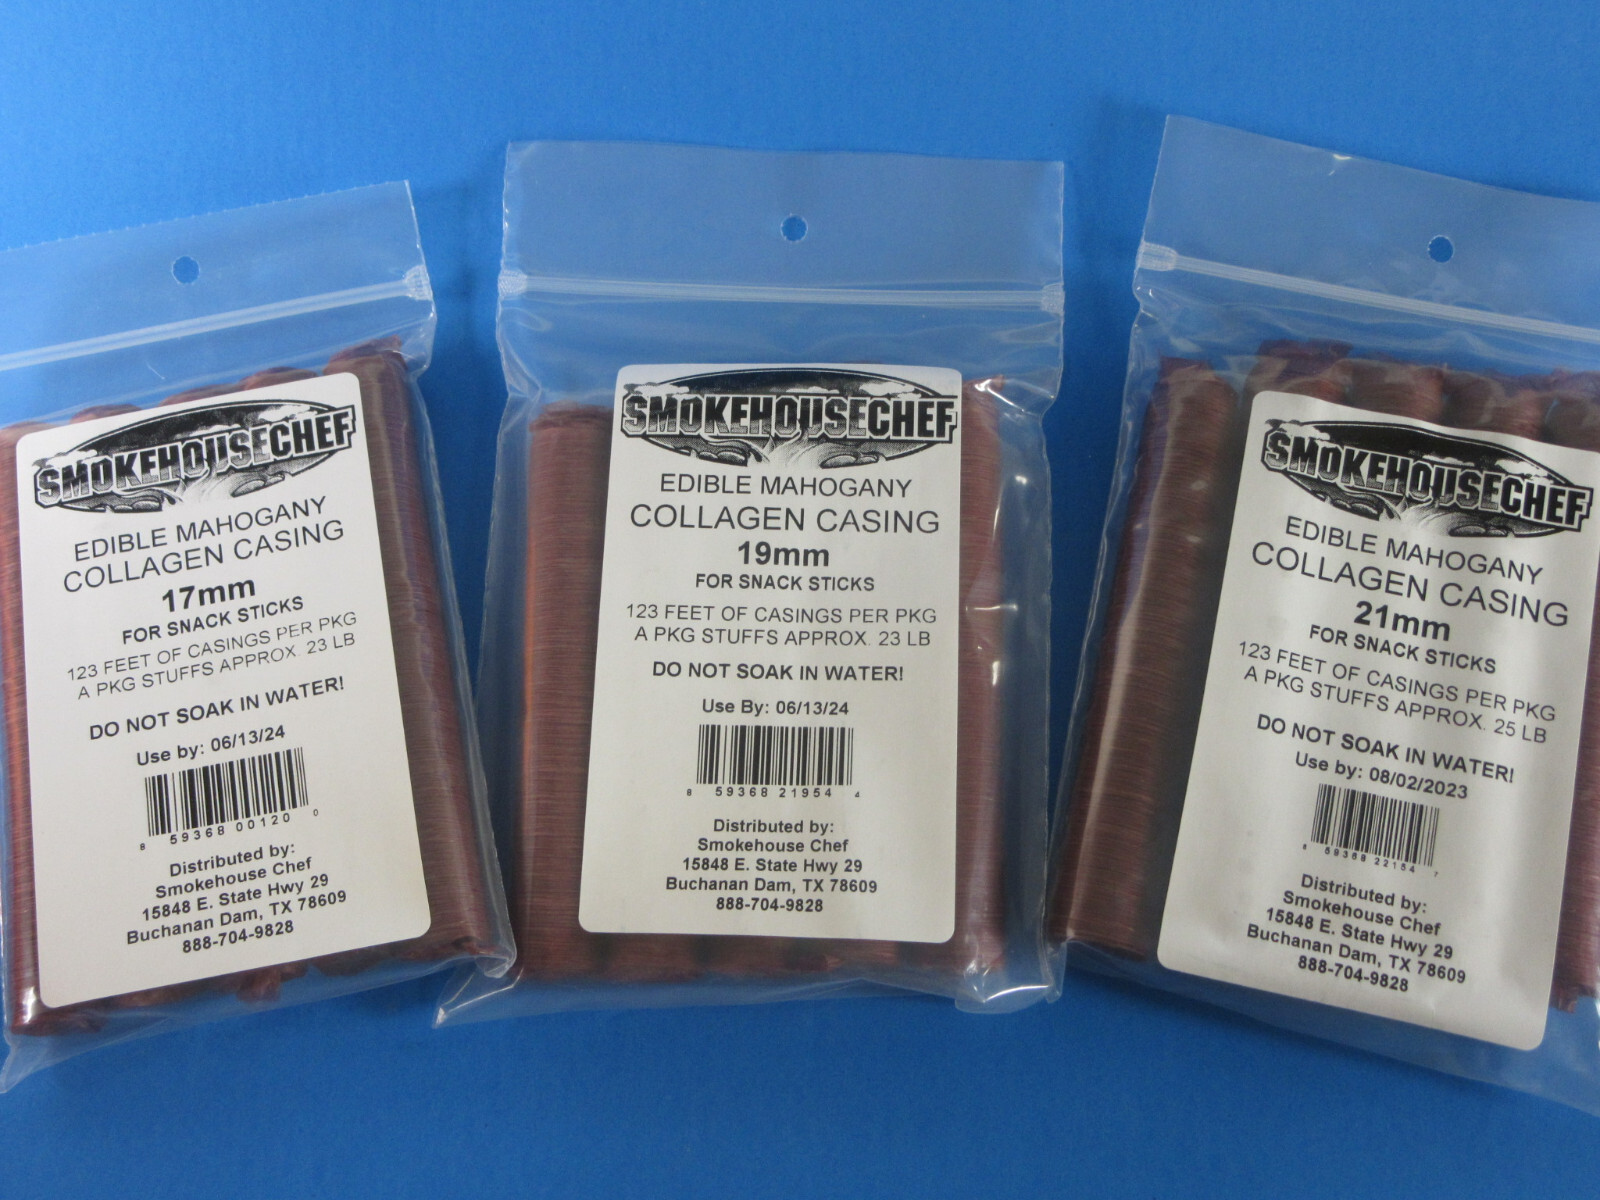 SMOKEHOUSECHEF
EDIBLE MAHOGANY
COLLAGEN CASING
17mm
FOR SNACK STICKS
123 FEET OF CASINGS PER PKG
A PKG STUFFS APPROX. 23 LB
DO NOT SOAK IN WATER!
Use by: 06/13/24
8 59368 00120 0
Distributed by:
Smokehouse Chef
15848 E. State Hwy 29
Buchanan Dam, TX 78609
888-704-9828
SMOKEHOUSECHEF
EDIBLE MAHOGANY
COLLAGEN CASING
19mm
FOR SNACK STICKS
123 FEET OF CASINGS PER PKG
A PKG STUFFS APPROX. 23 LB
DO NOT SOAK IN WATER!
Use By: 06/13/24
8 59368 21954 4
Distributed by:
Smokehouse Chef
15848 E. State Hwy 29
Buchanan Dam, TX 78609
888-704-9828
SMOKEHOUSECHEF
EDIBLE MAHOGANY
COLLAGEN CASING
21mm
FOR SNACK STICKS
123 FEET OF CASINGS PER PKG
A PKG STUFFS APPROX. 25 LB
DO NOT SOAK IN WATER!
Use by: 08/02/2023
8 59368 22154 7
Distributed by:
Smokehouse Chef
15848 E. State Hwy 29
Buchanan Dam, TX 78609
888-704-9828